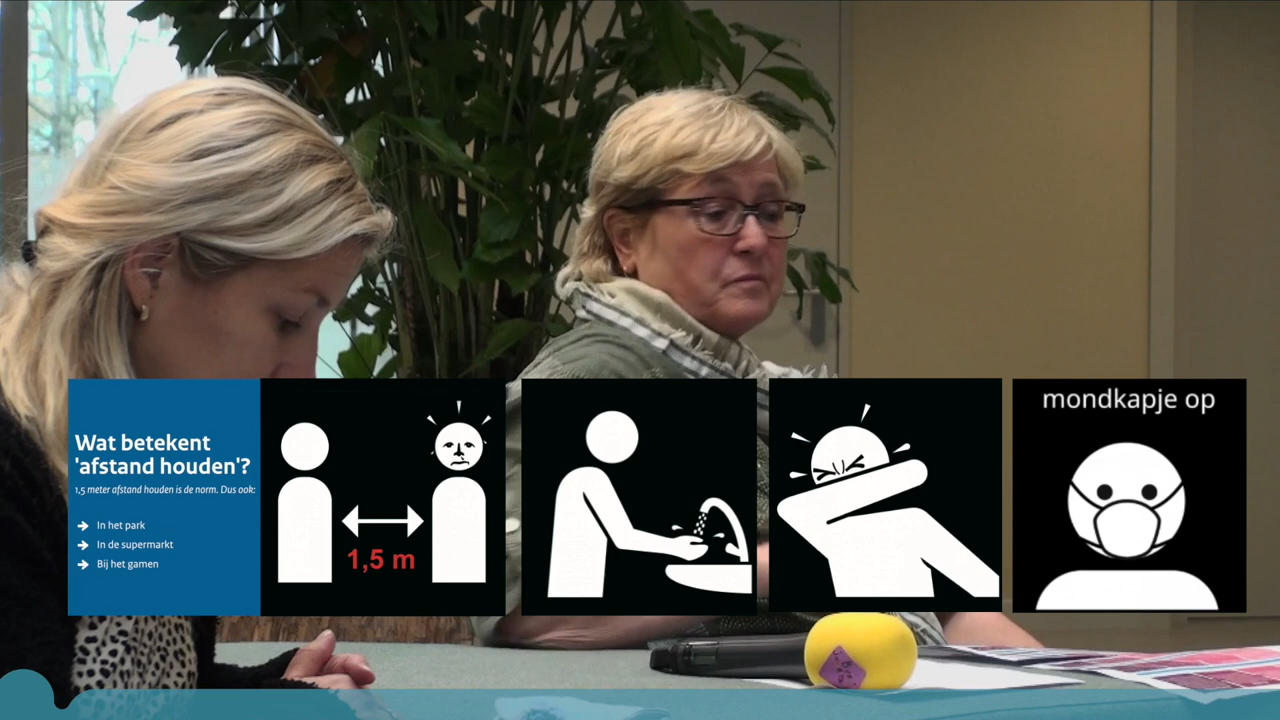 Wat betekent
'afstand houden'?
1,5 meter afstand houden is de norm. Dus ook:
In het park
In de supermarkt
Bij het gamen
1,5 m
mondkapje op